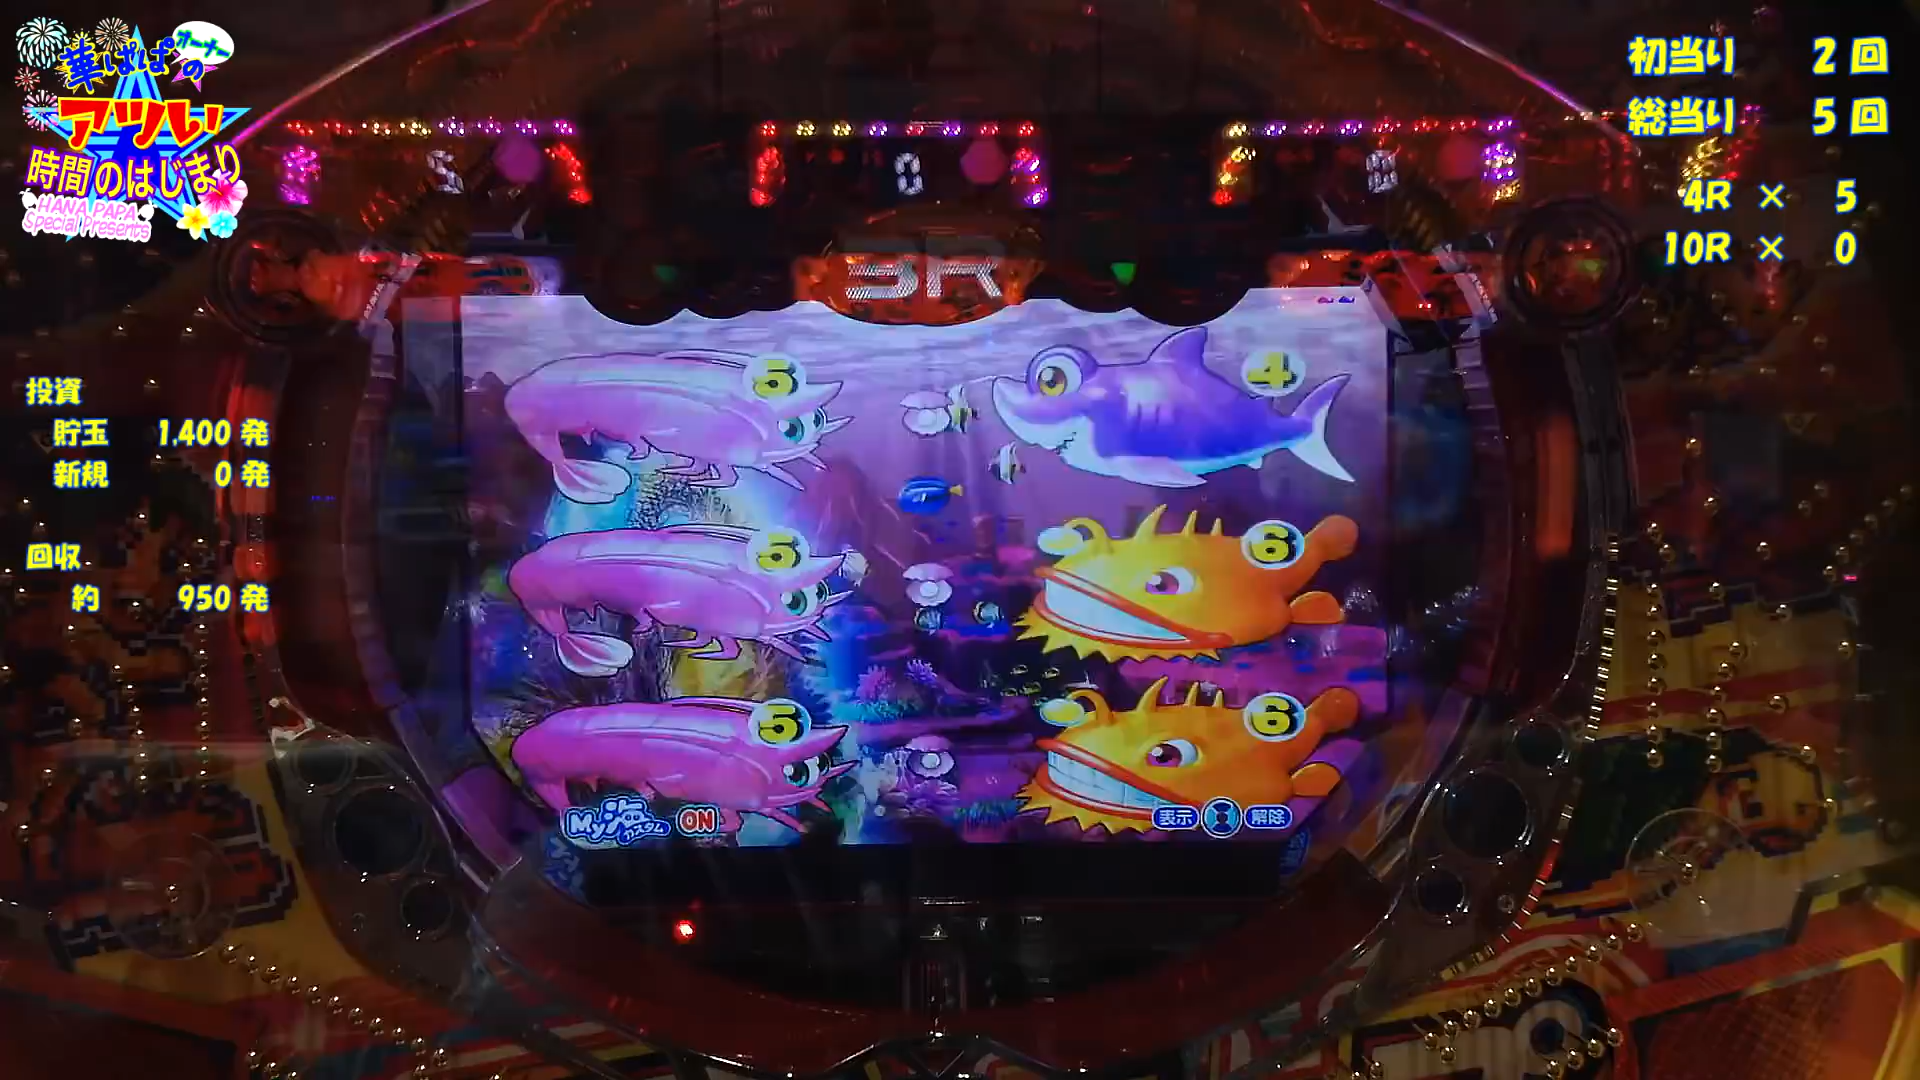 華ぱぱオーナーの
アツい
時間のはじまり
HANA PAPA
Special Presents
初当り 2 回
総当り 5 回
4R × 5
10R × 0
投資
貯玉 1,400 発
新規 0 発
回収
約 950 発
5
4
5
6
5
6
My海カスタム ON
表示 解除